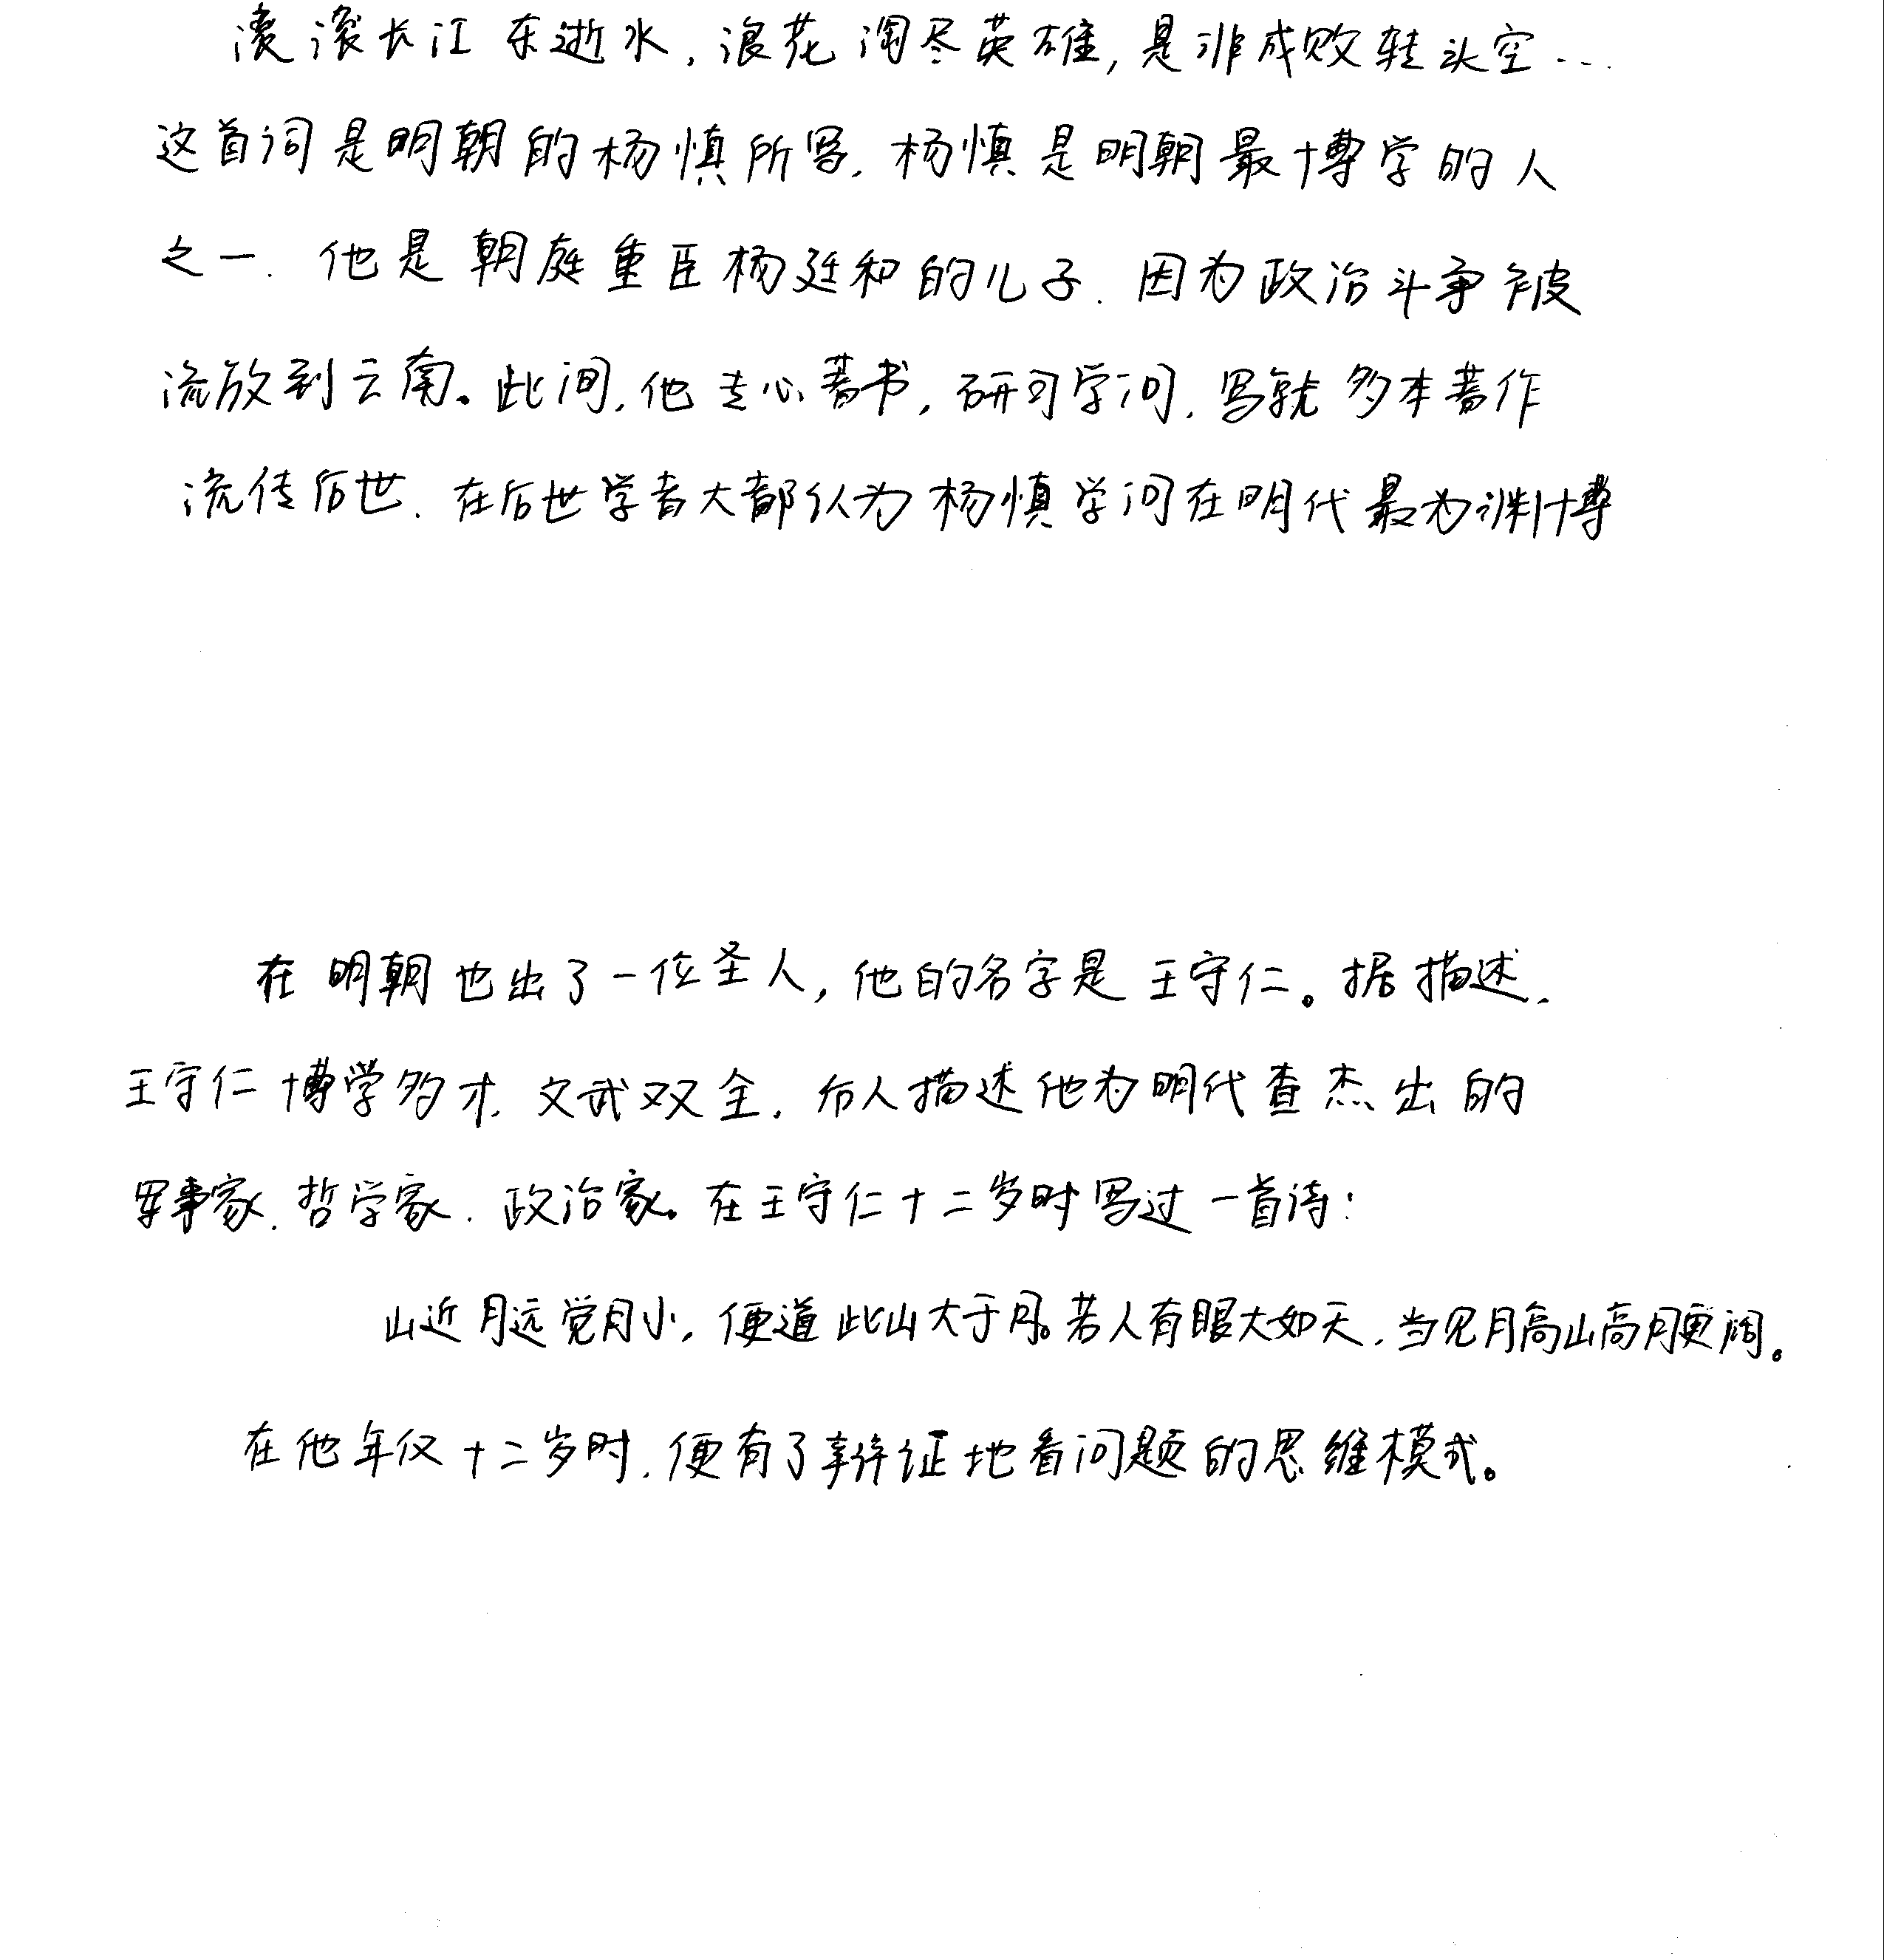 滚滚长江东逝水,浪花淘尽英雄,是非成败转头空...
这首词是明朝的杨慎所写,杨慎是明朝最博学的人
之一.他是朝庭重臣杨廷和的儿子.因为政治斗争被
流放到云南。此间,他专心著书,研习学问,写就多本著作
流传后世.在后世学者大都认为杨慎学问在明代最为渊博
在明朝也出了一位圣人,他的名字是王守仁。据描述,
王守仁博学多才,文武双全,有人描述他为明代查杰出的
军事家.哲学家.政治家。在王守仁十二岁时写过一首诗:
山近月远觉月小,便道此山大于月。若人有眼大如天,当见月高山高月更阔。
在他年仅十二岁时,便有了辩证地看问题的思维模式。